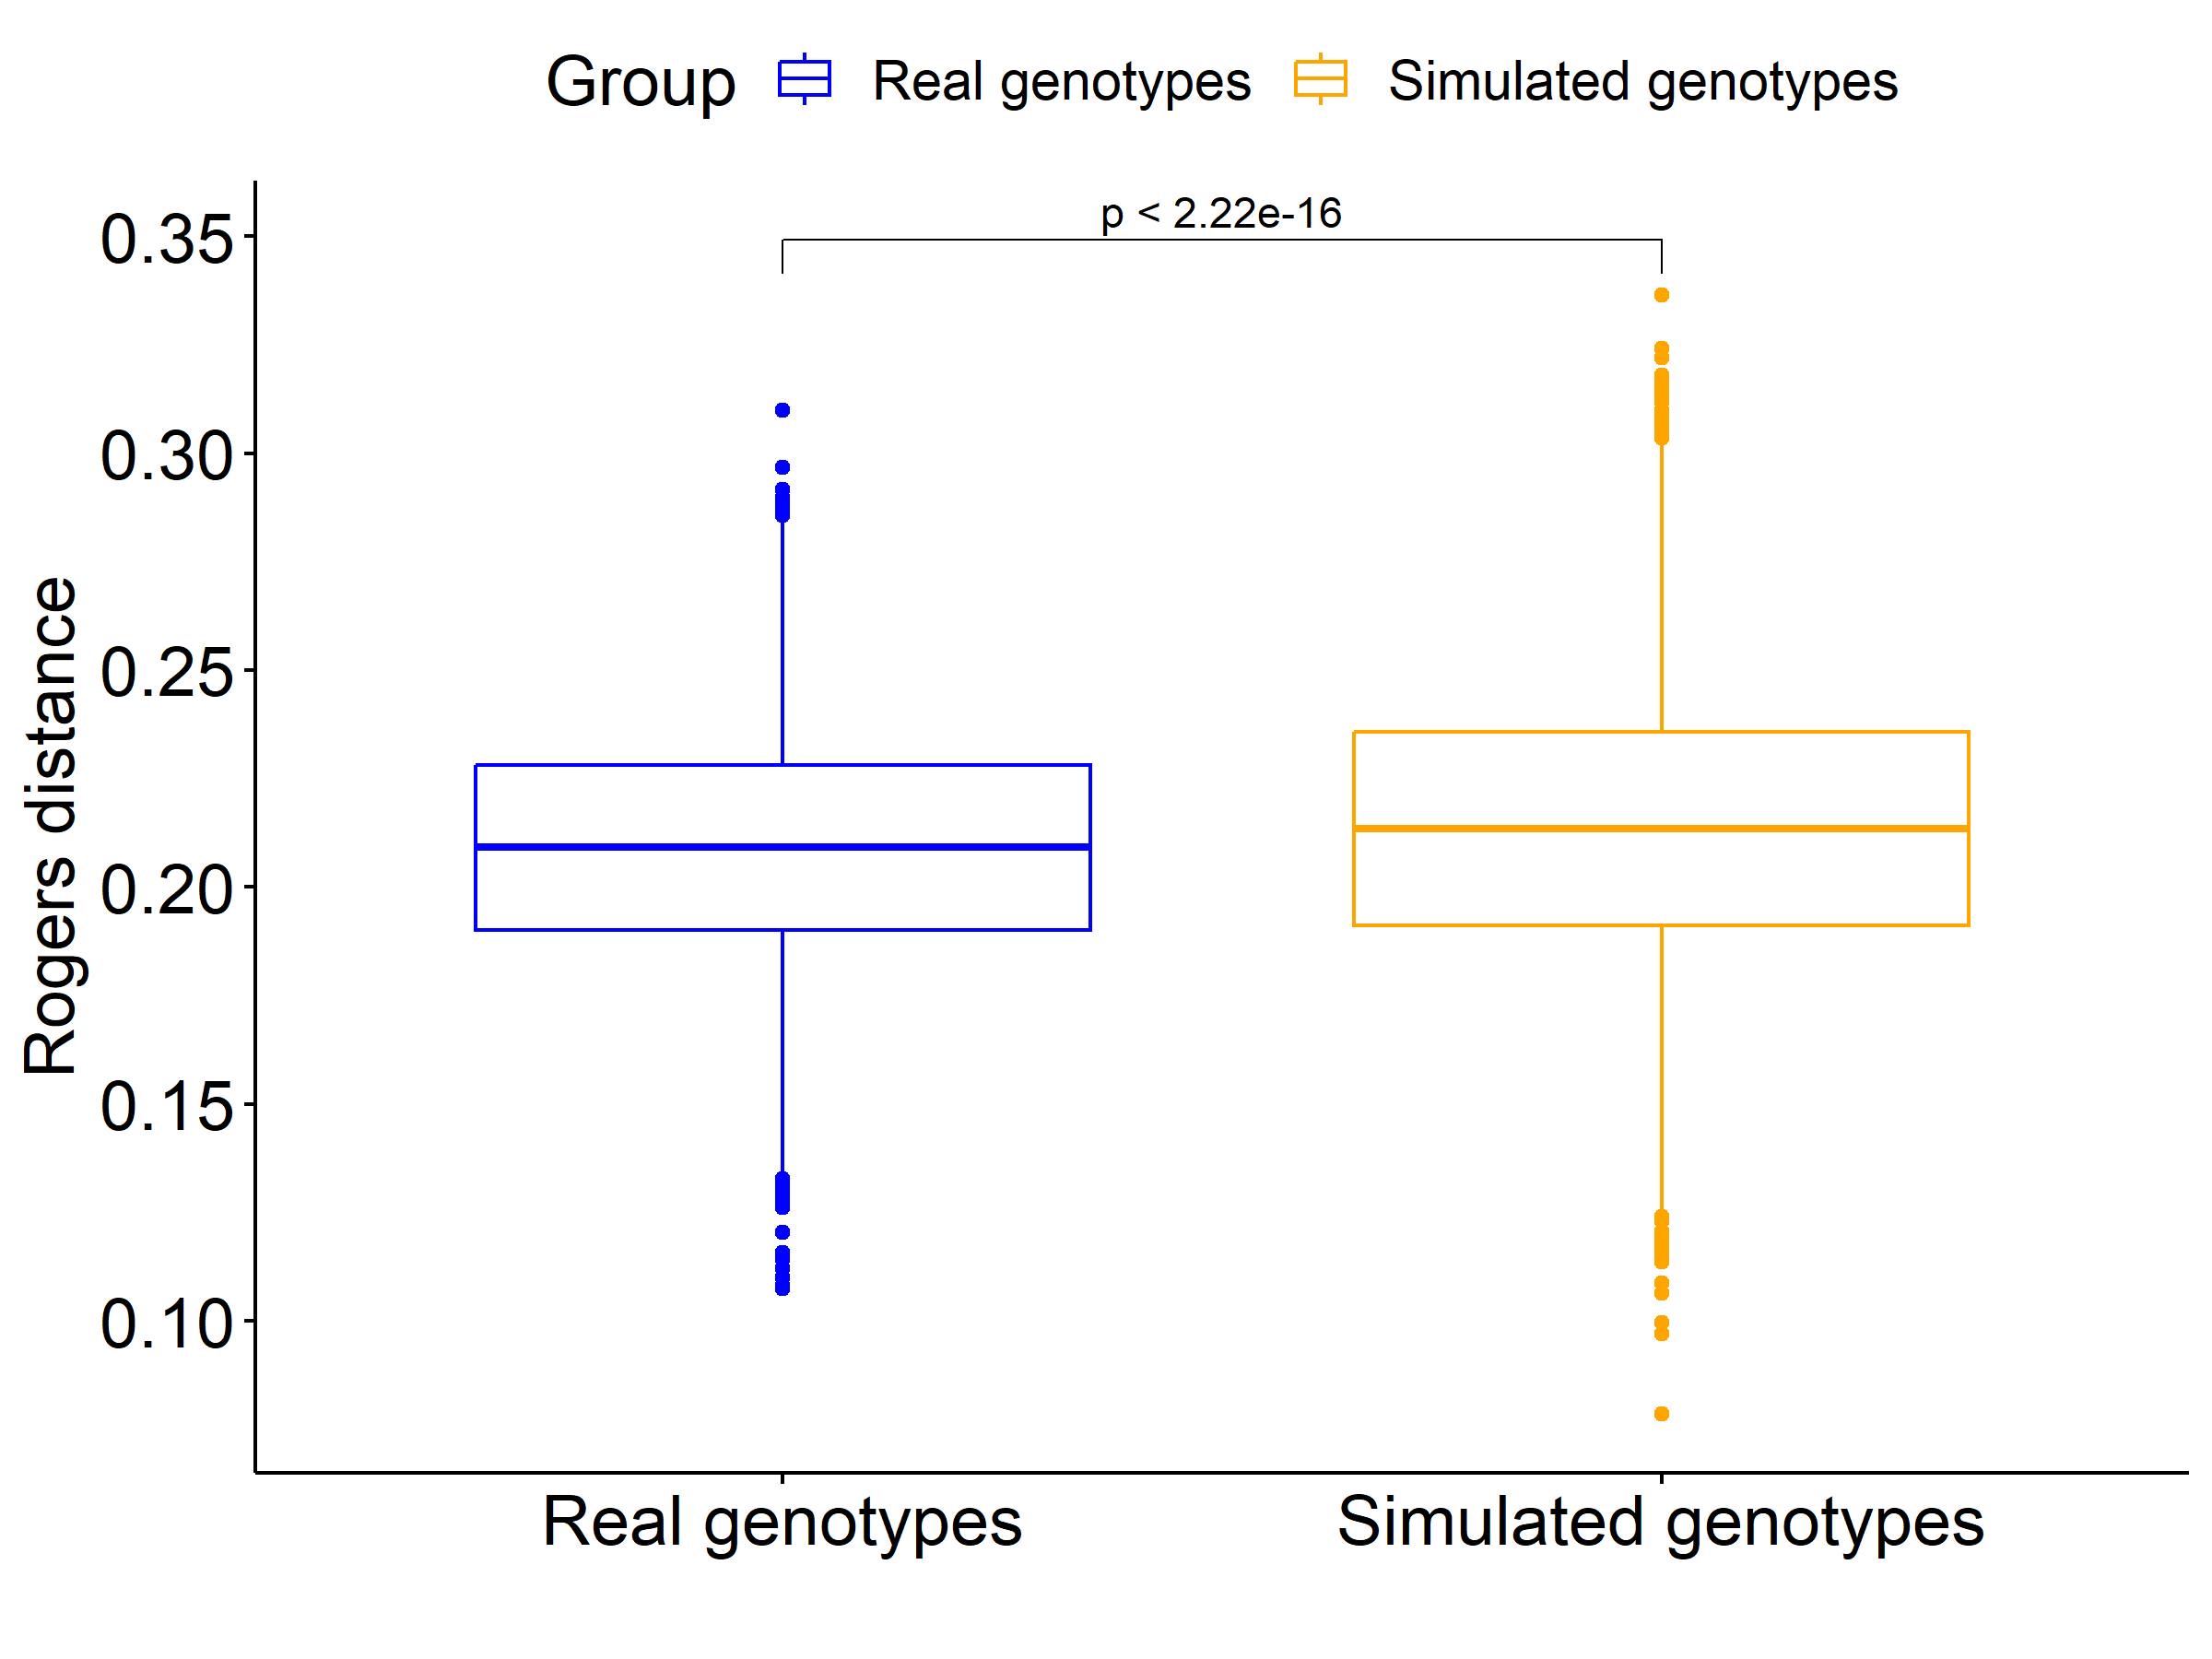 Group Real genotypes Simulated genotypes
p < 2.22e-16
0.35
0.30
0.25
0.20
0.15
0.10
Rogers distance
Real genotypes Simulated genotypes